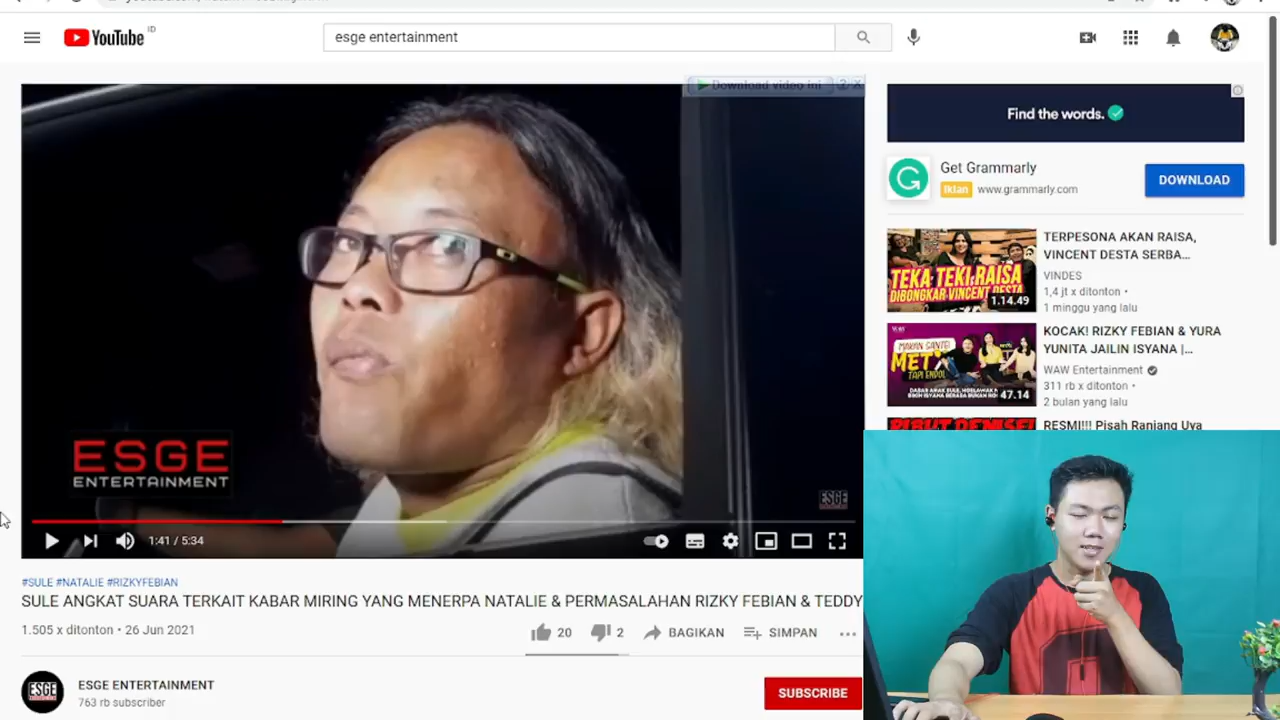 YouTube ID
esge entertainment
Download video ini ? X
ESGE
ENTERTAINMENT
ESGE
1:41 / 5:34
#SULE #NATALIE #RIZKYFEBIAN
SULE ANGKAT SUARA TERKAIT KABAR MIRING YANG MENERPA NATALIE & PERMASALAHAN RIZKY FEBIAN & TEDDY
1.505 x ditonton • 26 Jun 2021
20
2
BAGIKAN
SIMPAN
ESGE
ESGE ENTERTAINMENT
763 rb subscriber
SUBSCRIBE
Find the words.
Get Grammarly
Iklan www.grammarly.com
DOWNLOAD
TEKA TEKI RAISA
DIBONGKAR VINCENT DESTA
1.14.49
TERPESONA AKAN RAISA,
VINCENT DESTA SERBA...
VINDES
1,4 jt x ditonton •
1 minggu yang lalu
47.14
KOCAK! RIZKY FEBIAN & YURA
YUNITA JAILIN ISYANA |...
WAW Entertainment
311 rb x ditonton •
2 bulan yang lalu
RESMI!!! Pisah Ranjang Uya